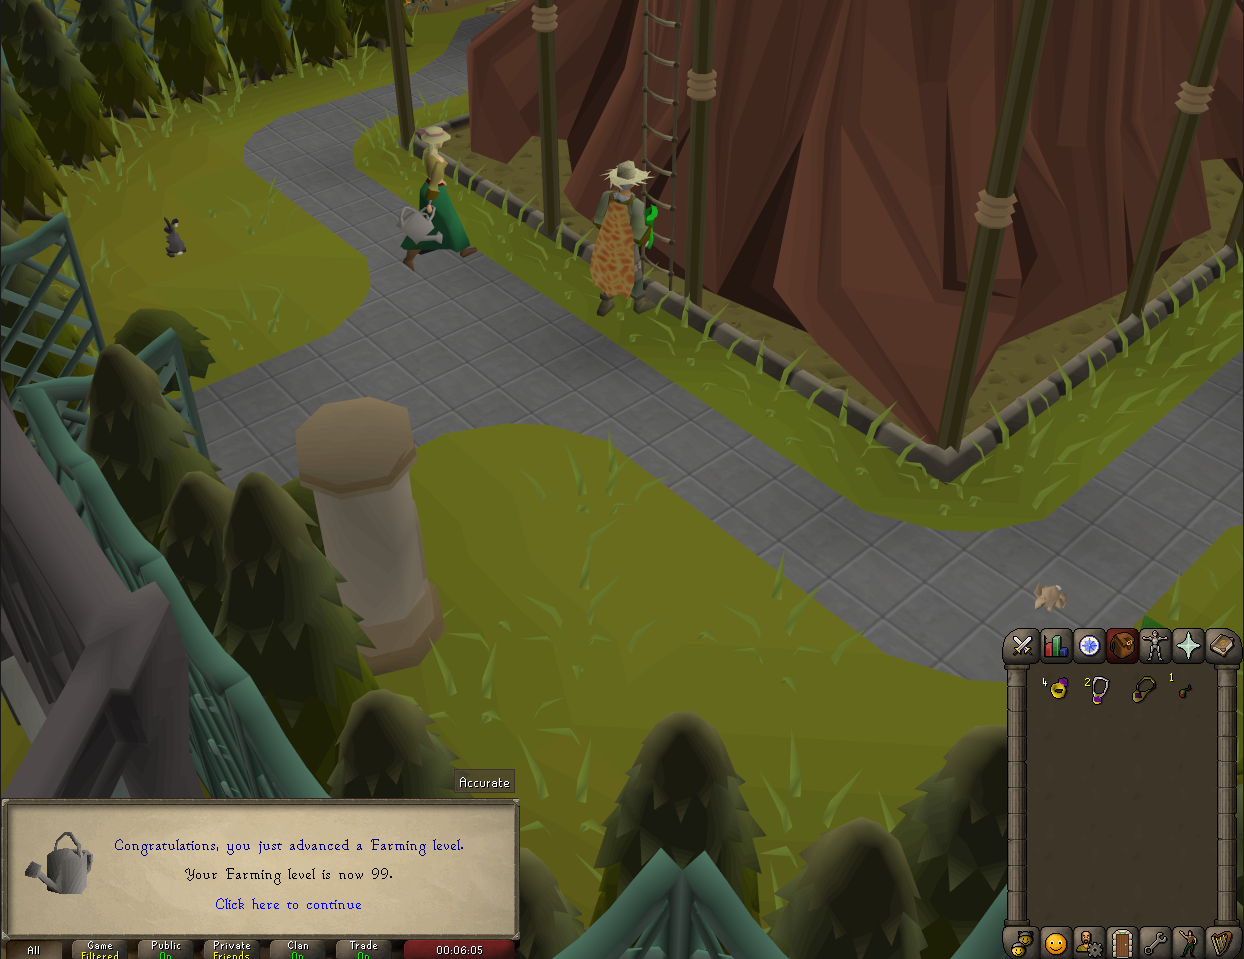 4
2
1
Accurate
Congratulations, you just advanced a Farming level.
Your Farming level is now 99.
Click here to continue
All
Game
Filtered
Public
On
Private
Friends
Clan
On
Trade
On
00:06:05